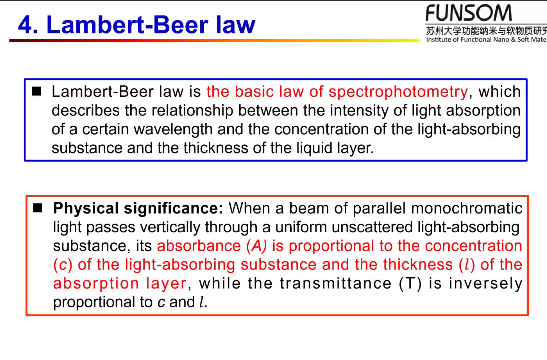 4. Lambert-Beer law
FUNSOM
苏州大学功能纳米与软物质研究
Institute of Functional Nano & Soft Mate
■ Lambert-Beer law is the basic law of spectrophotometry, which
describes the relationship between the intensity of light absorption
of a certain wavelength and the concentration of the light-absorbing
substance and the thickness of the liquid layer.
■ Physical significance: When a beam of parallel monochromatic
light passes vertically through a uniform unscattered light-absorbing
substance, its absorbance (A) is proportional to the concentration
(c) of the light-absorbing substance and the thickness (l) of the
absorption layer, while the transmittance (T) is inversely
proportional to c and l.